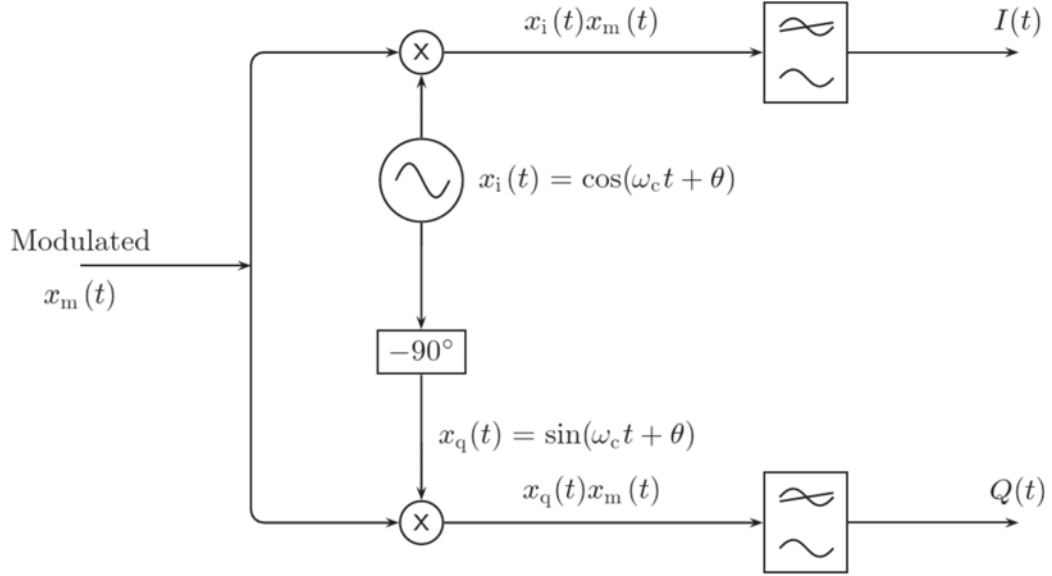 x_i(t)x_m(t)
I(t)
X
x_i(t) = cos(ω_c t + θ)
Modulated
x_m(t)
−90°
x_q(t) = sin(ω_c t + θ)
x_q(t)x_m(t)
Q(t)
X